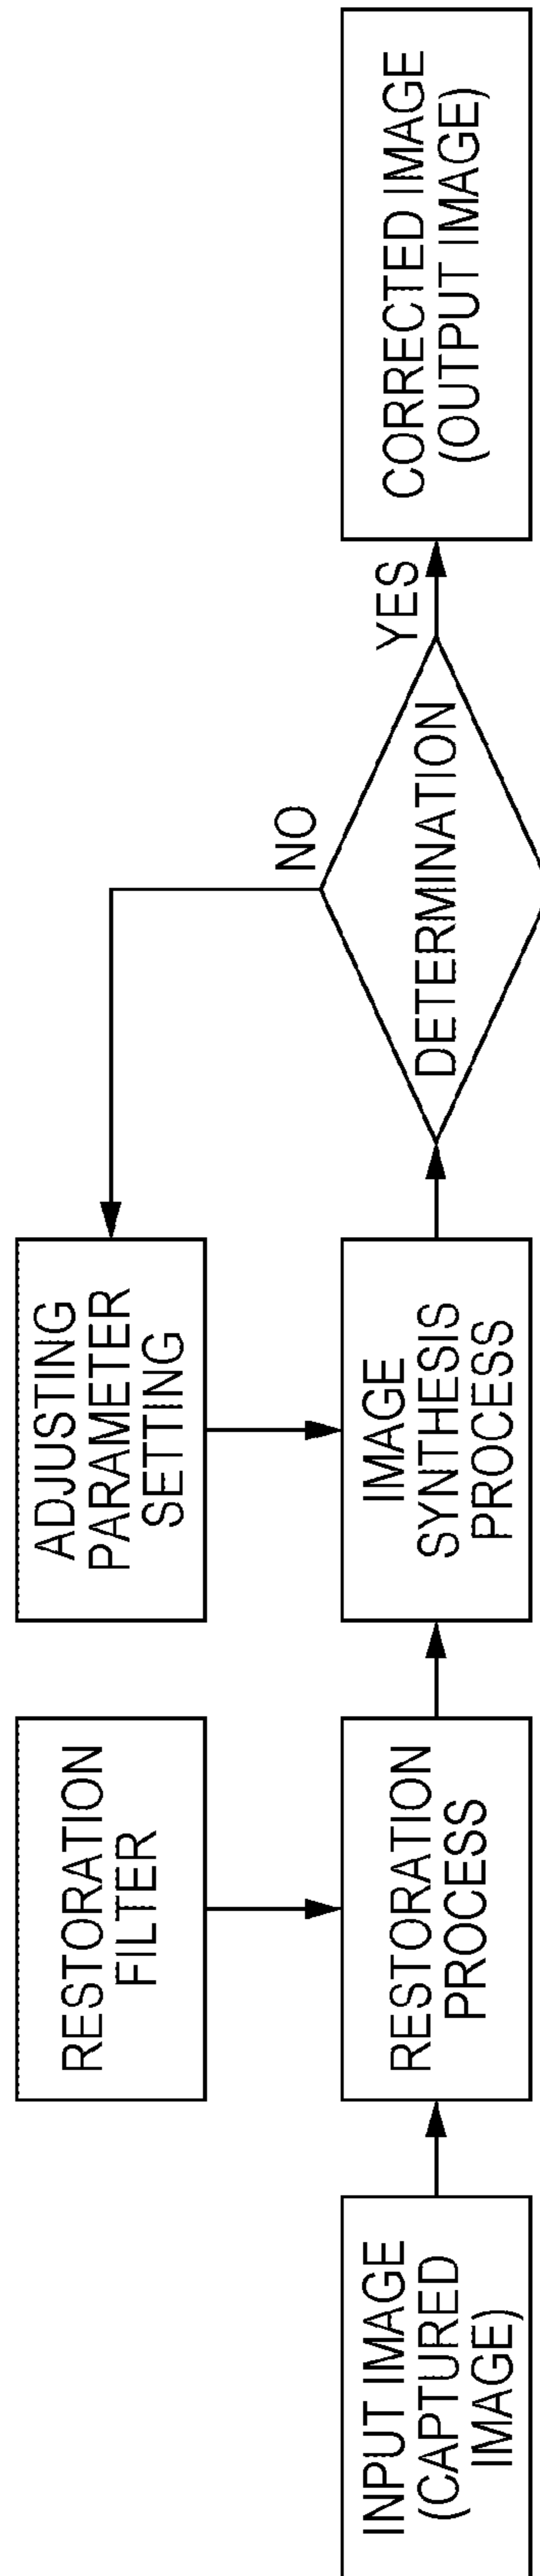 INPUT IMAGE
(CAPTURED
IMAGE)
RESTORATION
FILTER
RESTORATION
PROCESS
ADJUSTING
PARAMETER
SETTING
IMAGE
SYNTHESIS
PROCESS
NO
DETERMINATION
YES
CORRECTED IMAGE
(OUTPUT IMAGE)